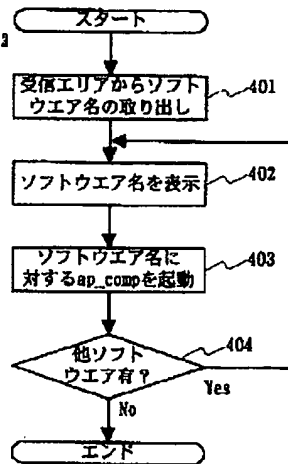 スタート
受信エリアからソフト
ウエア名の取り出し
401
ソフトウエア名を表示
402
ソフトウエア名に
対するap_compを起動
403
他ソフト
ウエア有？
404
Yes
No
エンド